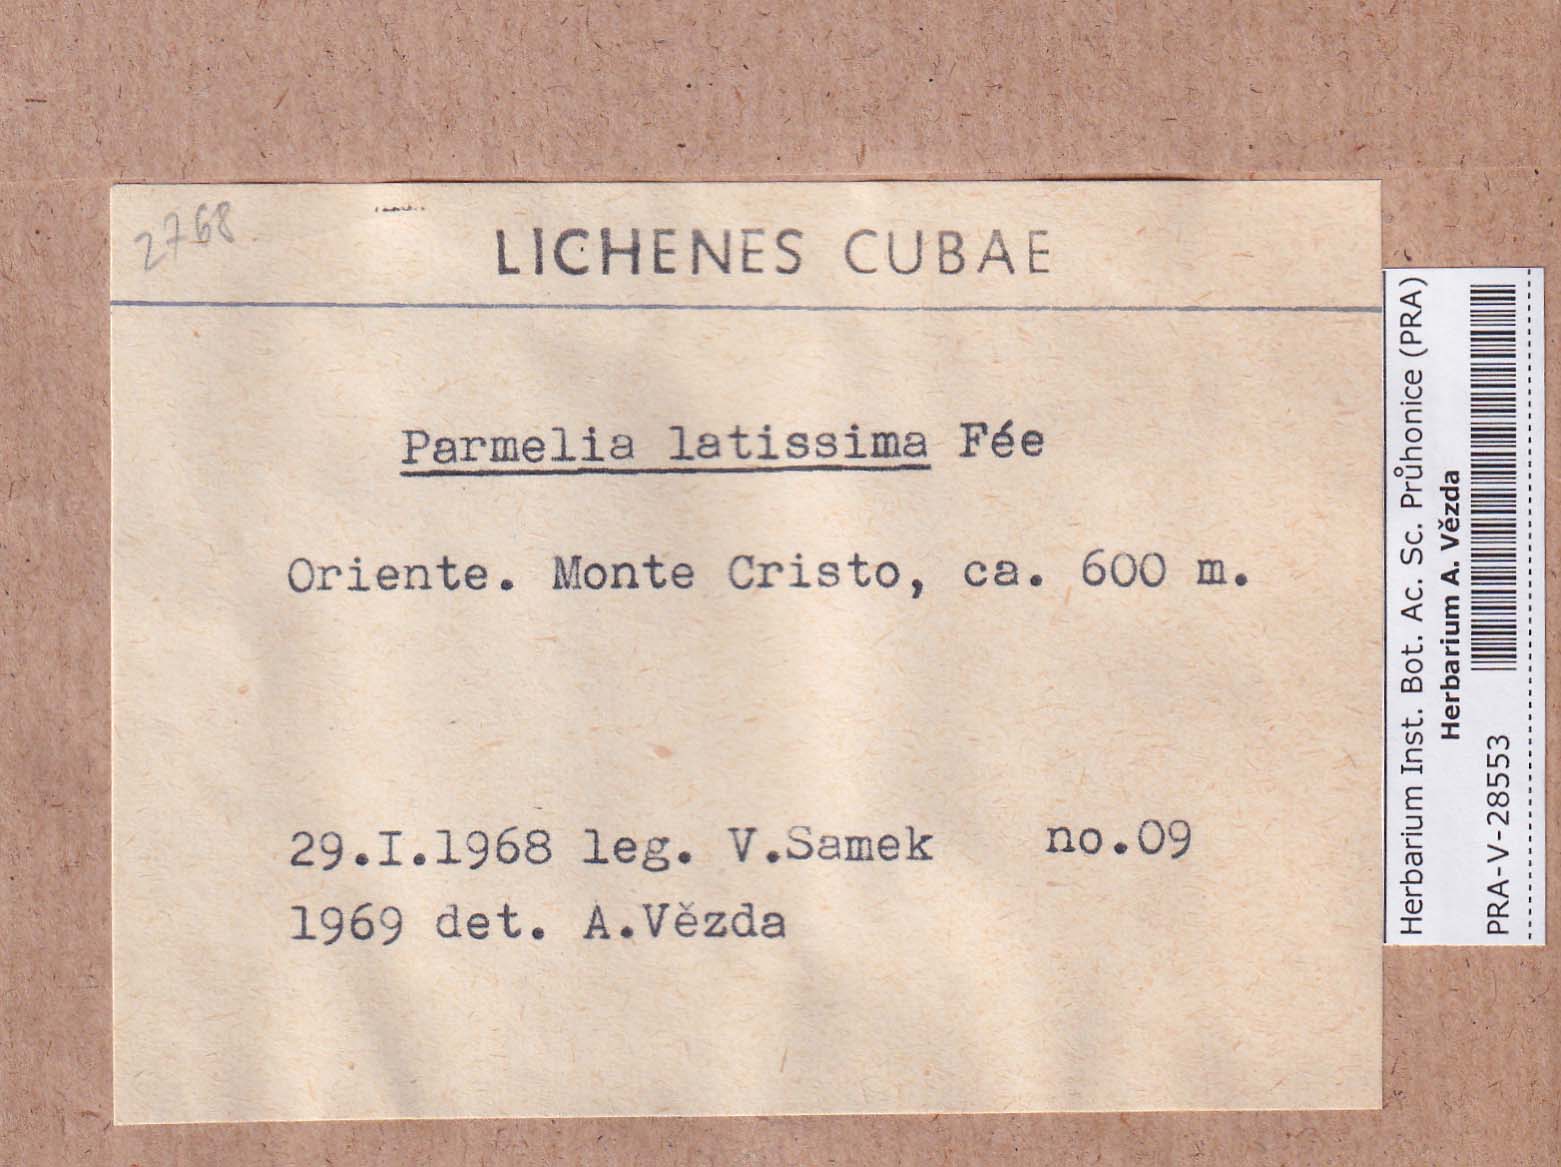 2768
LICHENES CUBAE
Parmelia latissima Fée
Oriente. Monte Cristo, ca. 600 m.
29.I.1968 leg. V.Samek no.09
1969 det. A.Vězda
Herbarium Inst. Bot. Ac. Sc. Průhonice (PRA)
Herbarium A. Vězda
PRA-V-28553